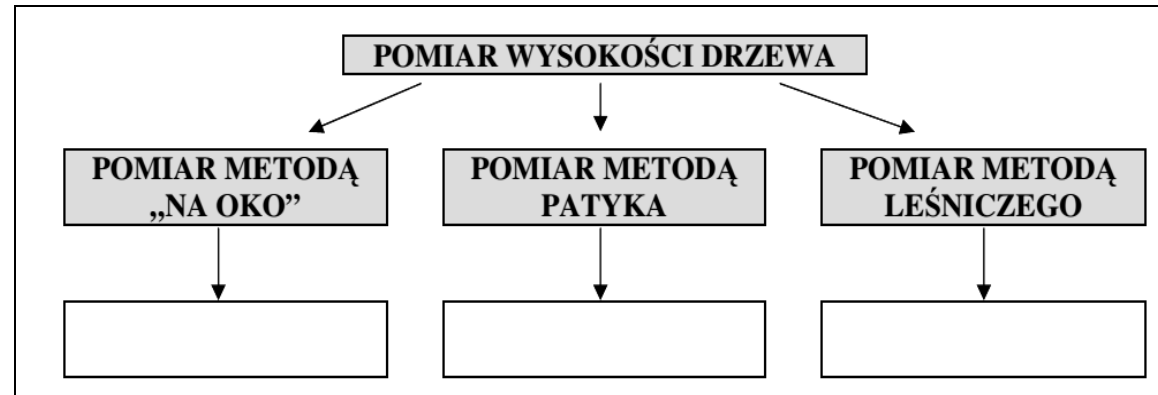 POMIAR WYSOKOŚCI DRZEWA
POMIAR METODĄ
„NA OKO”
POMIAR METODĄ
PATYKA
POMIAR METODĄ
LEŚNICZEGO